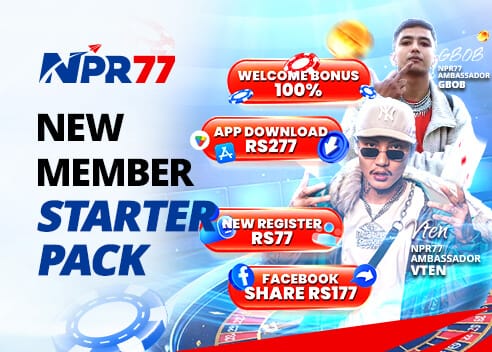 NPR77
NEW
MEMBER
STARTER
PACK
WELCOME BONUS
100%
APP DOWNLOAD
RS277
NEW REGISTER
RS77
FACEBOOK
SHARE RS177
GBOB
NPR77
AMBASSADOR
GBOB
NY
Vten
NPR77
AMBASSADOR
VTEN